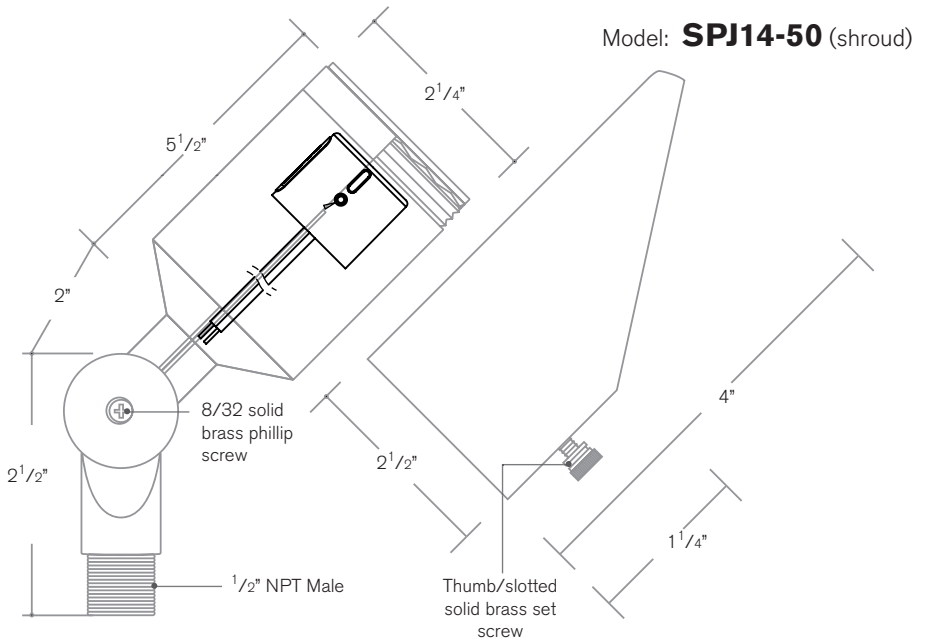 Model: SPJ14-50 (shroud)
2 1/4"
5 1/2"
2"
4"
8/32 solid
brass phillip
screw
2 1/2"
2 1/2"
1 1/4"
1/2" NPT Male
Thumb/slotted
solid brass set
screw